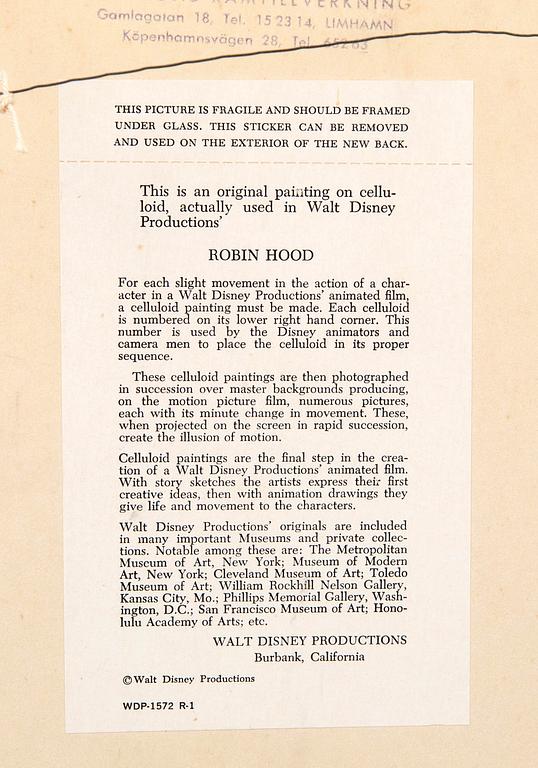 RAMTILLVERKNING
Gamlagatan 18, Tel. 15 23 14, LIMHAMN
Köpenhamnsvägen 28, Tel. 652 63
THIS PICTURE IS FRAGILE AND SHOULD BE FRAMED
UNDER GLASS. THIS STICKER CAN BE REMOVED
AND USED ON THE EXTERIOR OF THE NEW BACK.
This is an original painting on cellu-
loid, actually used in Walt Disney
Productions'
ROBIN HOOD
For each slight movement in the action of a char-
acter in a Walt Disney Productions' animated film,
a celluloid painting must be made. Each celluloid
is numbered on its lower right hand corner. This
number is used by the Disney animators and
camera men to place the celluloid in its proper
sequence.
These celluloid paintings are then photographed
in succession over master backgrounds producing,
on the motion picture film, numerous pictures,
each with its minute change in movement. These,
when projected on the screen in rapid succession,
create the illusion of motion.
Celluloid paintings are the final step in the crea-
tion of a Walt Disney Productions' animated film.
With story sketches the artists express their first
creative ideas, then with animation drawings they
give life and movement to the characters.
Walt Disney Productions' originals are included
in many important Museums and private collec-
tions. Notable among these are: The Metropolitan
Museum of Art, New York; Museum of Modern
Art, New York; Cleveland Museum of Art; Toledo
Museum of Art; William Rockhill Nelson Gallery,
Kansas City, Mo.; Phillips Memorial Gallery, Wash-
ington, D.C.; San Francisco Museum of Art; Hono-
lulu Academy of Arts; etc.
WALT DISNEY PRODUCTIONS
Burbank, California
© Walt Disney Productions
WDP-1572 R-1